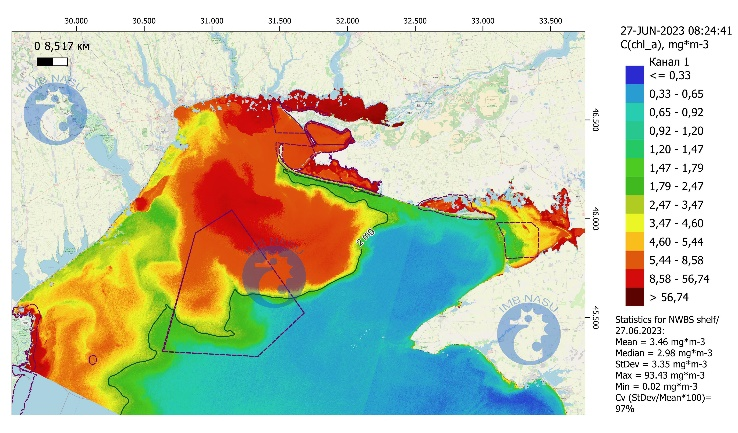 30.000 30.500 31.000 31.500 32.000 32.500 33.000 33.500
0 8,517 км
IMB NASU
46.500
46.000
45.500
IMB NASU
27-JUN-2023 08:24:41
C(chl_a), mg*m-3
Канал 1
<= 0,33
0,33 - 0,65
0,65 - 0,92
0,92 - 1,20
1,20 - 1,47
1,47 - 1,79
1,79 - 2,47
2,47 - 3,47
3,47 - 4,60
4,60 - 5,44
5,44 - 8,58
8,58 - 56,74
> 56,74
Statistics for NWBS shelf/
27.06.2023:
Mean = 3.46 mg*m-3
Median = 2.98 mg*m-3
StDev = 3.35 mg*m-3
Max = 93.43 mg*m-3
Min = 0.02 mg*m-3
Cv (StDev/Mean*100)=
97%